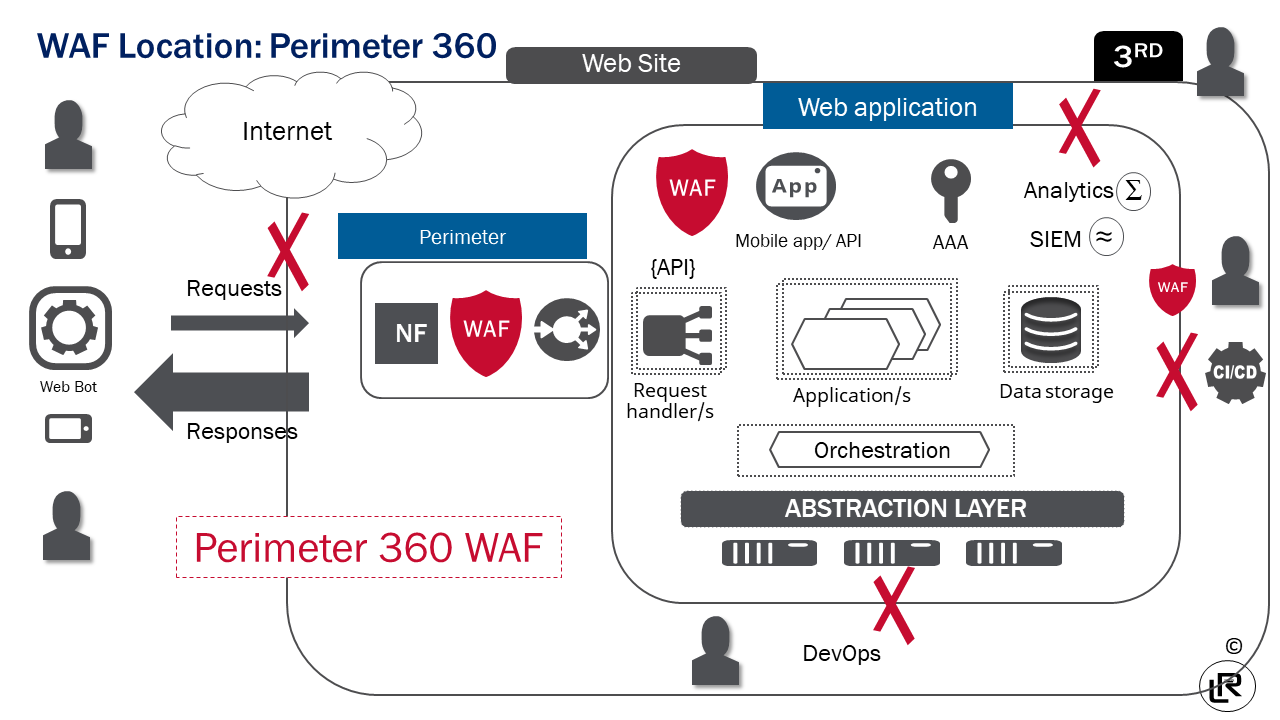 WAF Location: Perimeter 360
Web Site
3RD
Web application
Internet
WAF
App
Mobile app/ API
AAA
Analytics
Σ
SIEM
≈
Perimeter
Requests
{API}
NF
WAF
WAF
Web Bot
Request
handler/s
Application/s
Data storage
CI/CD
Responses
Orchestration
ABSTRACTION LAYER
Perimeter 360 WAF
DevOps
©
LR